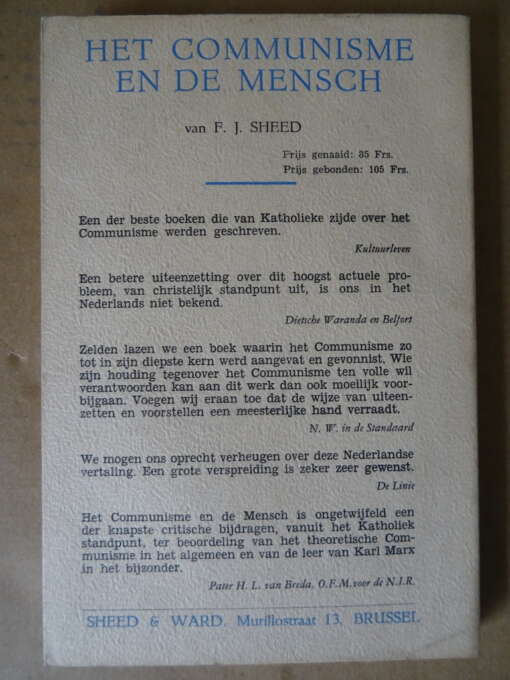 HET COMMUNISME
EN DE MENSCH
van F. J. SHEED
Prijs genaaid: 85 Frs.
Prijs gebonden: 105 Frs.
Een der beste boeken die van Katholieke zijde over het
Communisme werden geschreven.
Kultuurleven
Een betere uiteenzetting over dit hoogst actuele pro-
bleem, van christelijk standpunt uit, is ons in het
Nederlands niet bekend.
Dietsche Waranda en Belfort
Zelden lazen we een boek waarin het Communisme zo
tot in zijn diepste kern werd aangevat en gevonnist. Wie
zijn houding tegenover het Communisme ten volle wil
verantwoorden kan aan dit werk dan ook moeilijk voor-
bijgaan. Voegen wij eraan toe dat de wijze van uiteen-
zetten en voorstellen een meesterlijke hand verraadt.
N. W. in de Standaard
We mogen ons oprecht verheugen over deze Nederlandse
vertaling. Een grote verspreiding is zeker zeer gewenst.
De Linie
Het Communisme en de Mensch is ongetwijfeld een
der knapste critische bijdragen, vanuit het Katholiek
standpunt, ter beoordeling van het theoretische Com-
munisme in het algemeen en van de leer van Karl Marx
in het bijzonder.
Pater H. L. van Breda, O.F.M. voor de N.I.R.
SHEED & WARD, Murillostraat 13, BRUSSEL